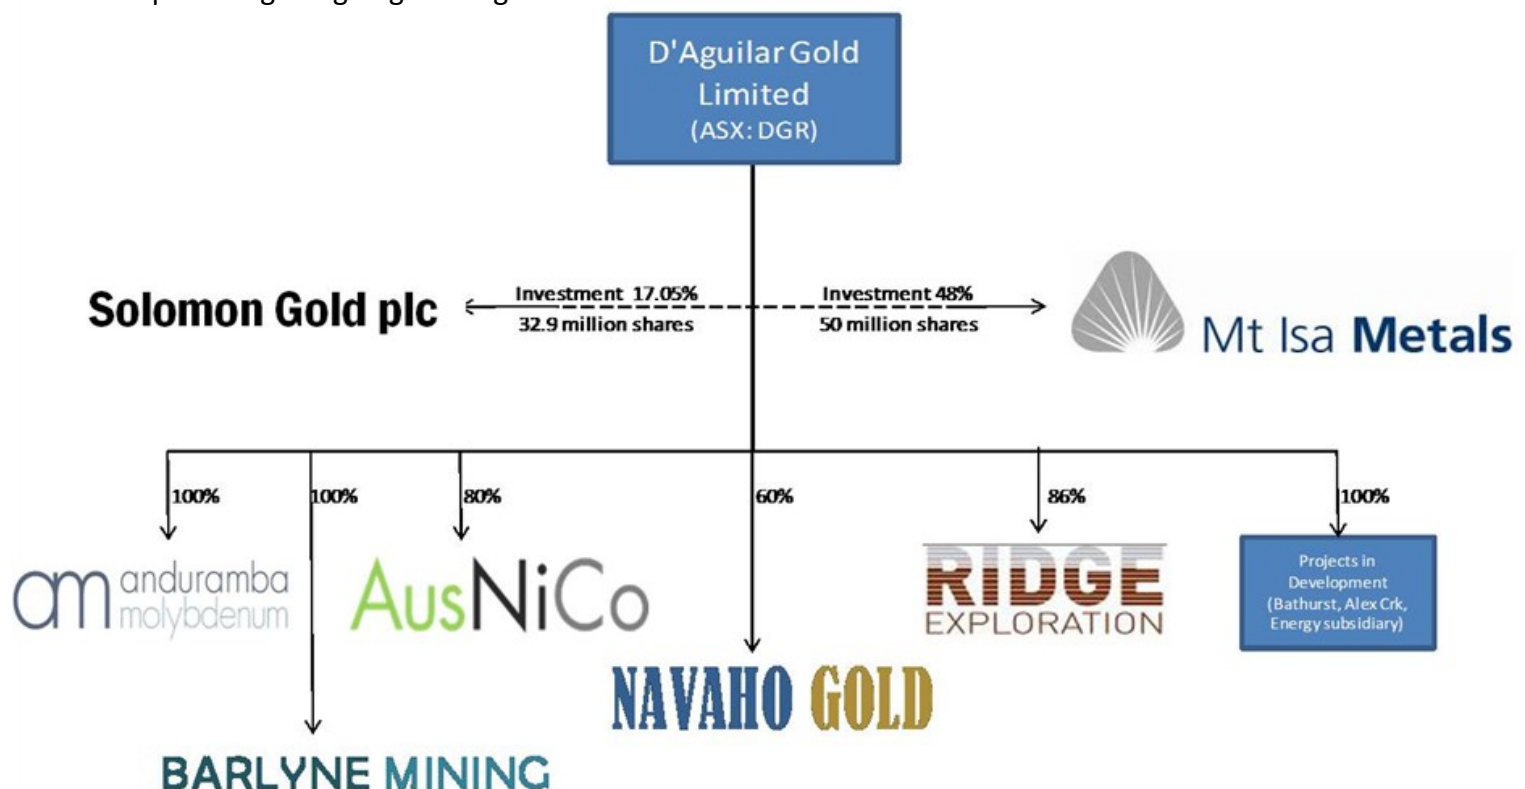 D'Aguilar Gold
Limited
(ASX: DGR)
Solomon Gold plc
Investment 17.05%
32.9 million shares
Investment 48%
50 million shares
Mt Isa Metals
100%
100%
80%
60%
86%
100%
am anduramba
molybdenum
AusNiCo
RIDGE
EXPLORATION
Projects in
Development
(Bathurst, Alex Crk,
Energy subsidiary)
NAVAHO GOLD
BARLYNE MINING